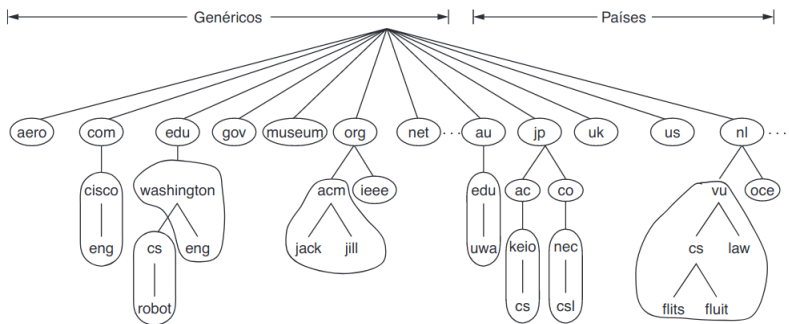 Genéricos Países
aero com edu gov museum org net ... au jp uk us nl ...
cisco washington acm ieee edu ac co vu oce
eng cs eng jack jill uwa keio nec cs law
robot cs csl flits fluit